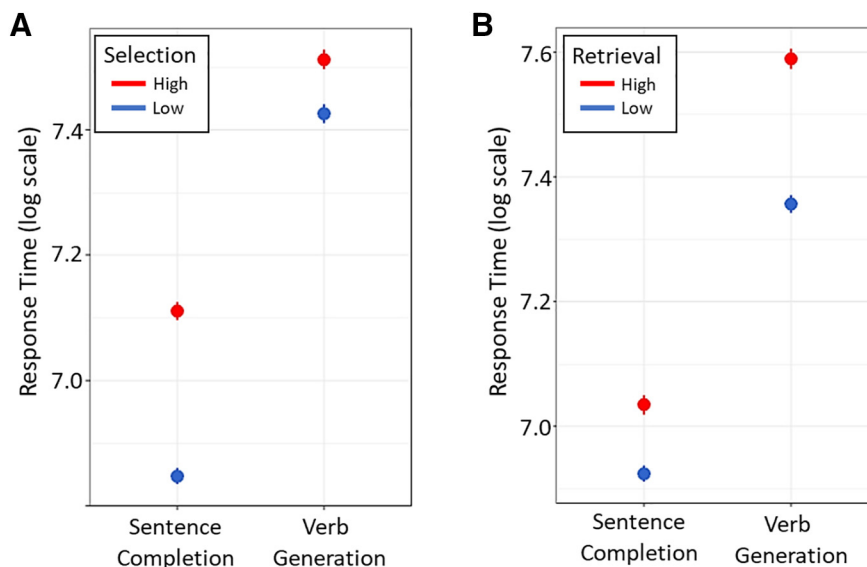 A
Selection
High
Low
Response Time (log scale)
7.4
7.2
7.0
Sentence
Completion
Verb
Generation
B
Retrieval
High
Low
Response Time (log scale)
7.6
7.4
7.2
7.0
Sentence
Completion
Verb
Generation